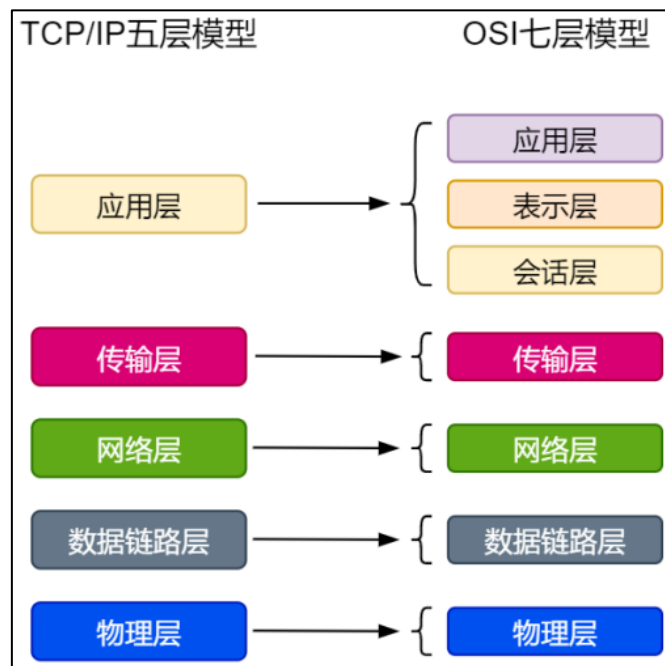 TCP/IP五层模型
OSI七层模型
应用层
应用层
表示层
会话层
传输层
传输层
网络层
网络层
数据链路层
数据链路层
物理层
物理层